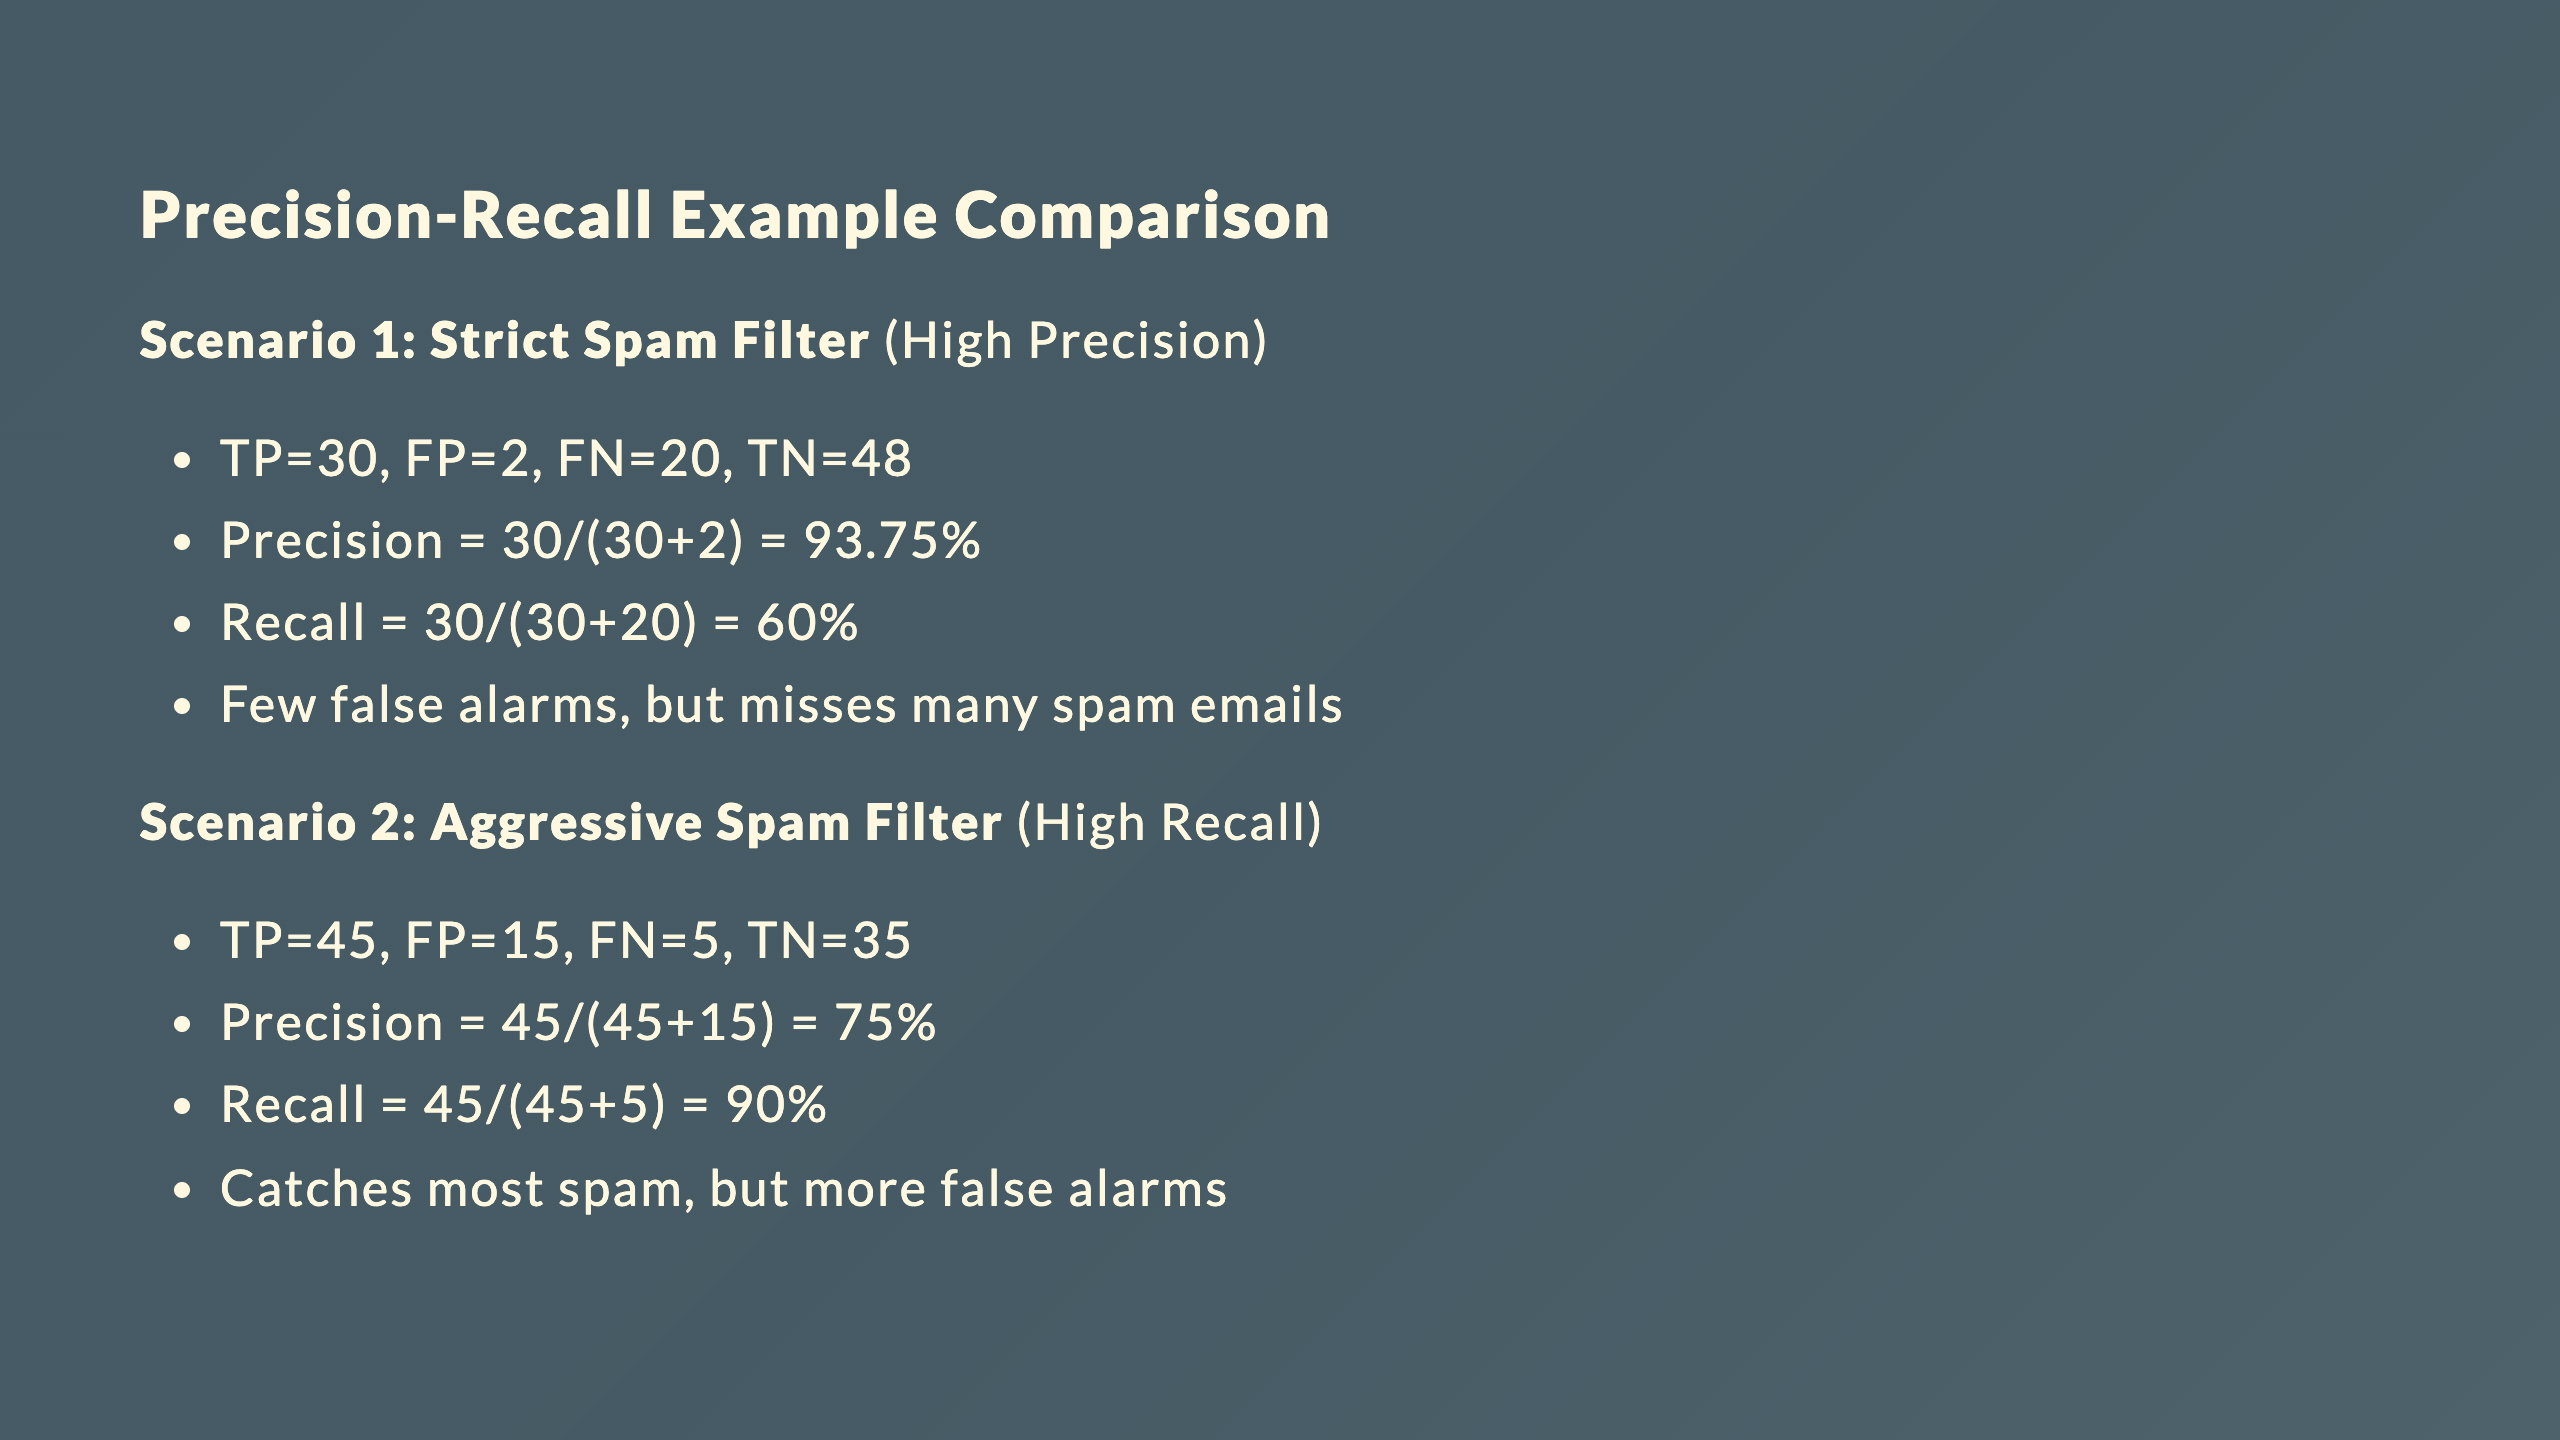 Precision-Recall Example Comparison
Scenario 1: Strict Spam Filter (High Precision)
• TP=30, FP=2, FN=20, TN=48
• Precision = 30/(30+2) = 93.75%
• Recall = 30/(30+20) = 60%
• Few false alarms, but misses many spam emails
Scenario 2: Aggressive Spam Filter (High Recall)
• TP=45, FP=15, FN=5, TN=35
• Precision = 45/(45+15) = 75%
• Recall = 45/(45+5) = 90%
• Catches most spam, but more false alarms